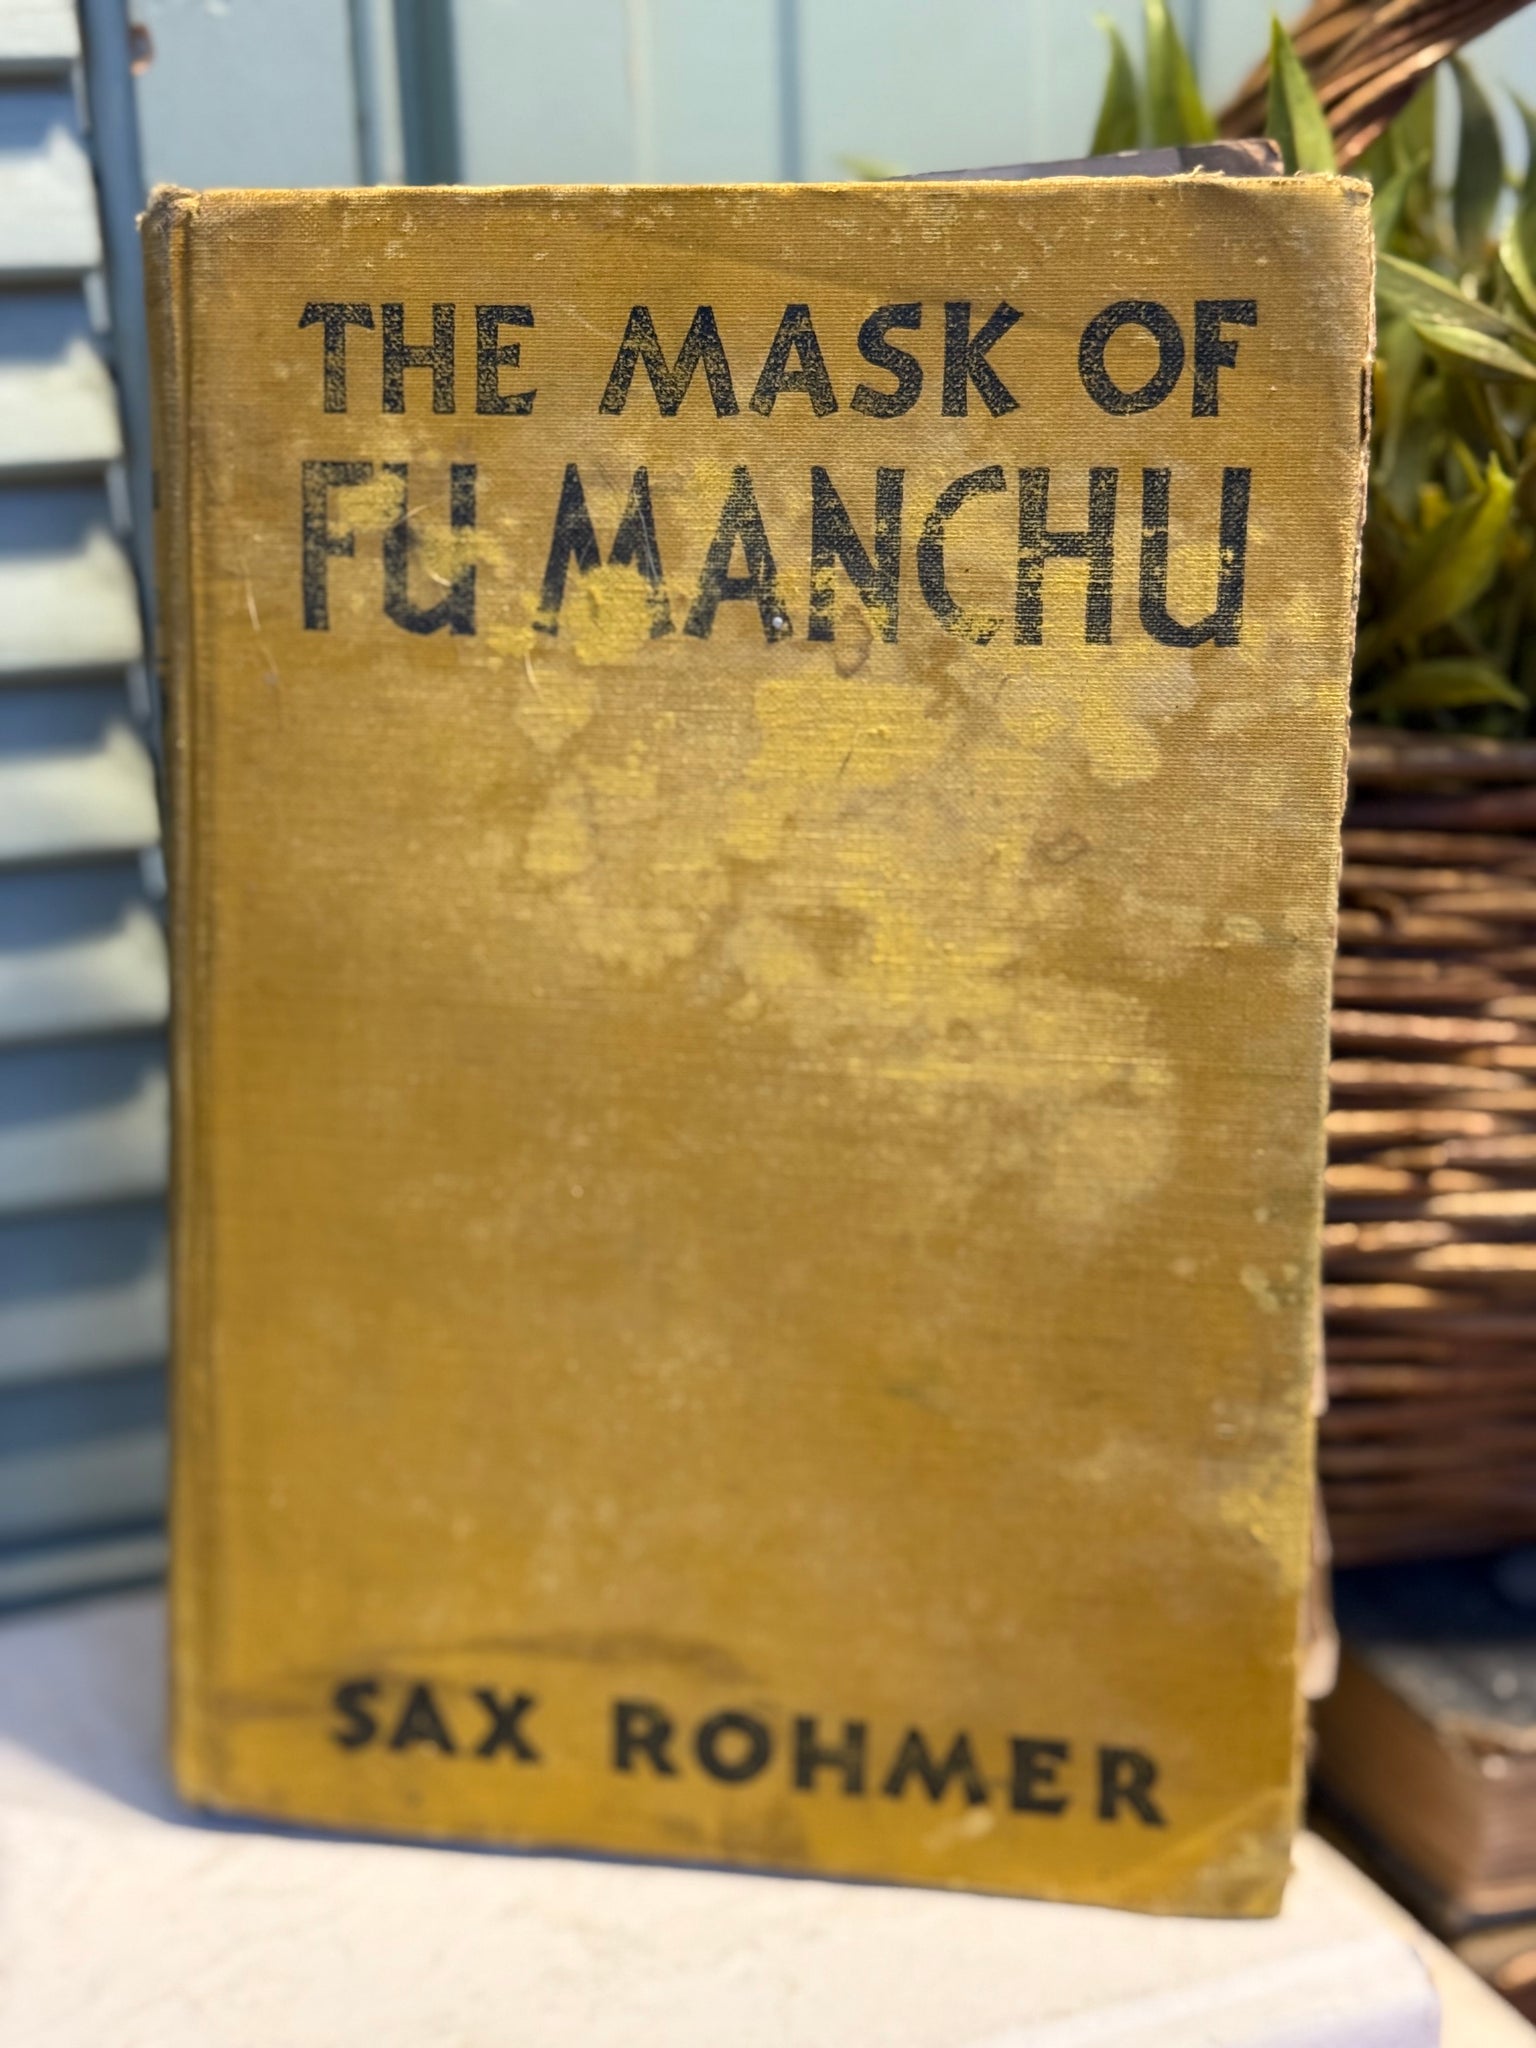 THE MASK OF
FU MANCHU
SAX ROHMER